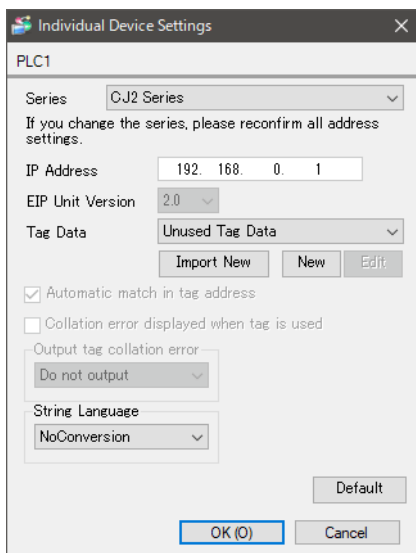 Individual Device Settings
PLC1
Series CJ2 Series
If you change the series, please reconfirm all address
settings.
IP Address 192. 168. 0. 1
EIP Unit Version 2.0
Tag Data Unused Tag Data
Import New New Edit
Automatic match in tag address
Collation error displayed when tag is used
Output tag collation error
Do not output
String Language
NoConversion
Default
OK (O) Cancel